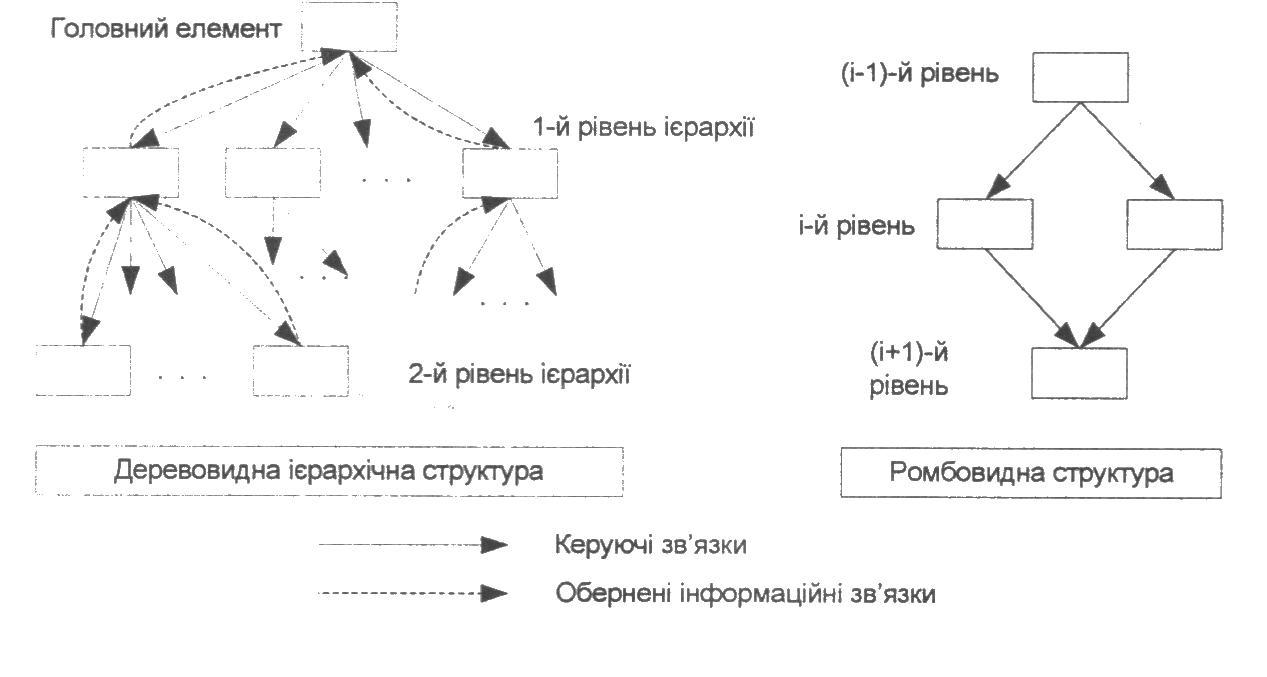 Головний елемент
(i-1)-й рівень
1-й рівень ієрархії
. . .
і-й рівень
. . .
. . .
(i+1)-й
рівень
. . .
2-й рівень ієрархії
Деревовидна ієрархічна структура
Ромбовидна структура
Керуючі зв'язки
Обернені інформаційні зв'язки